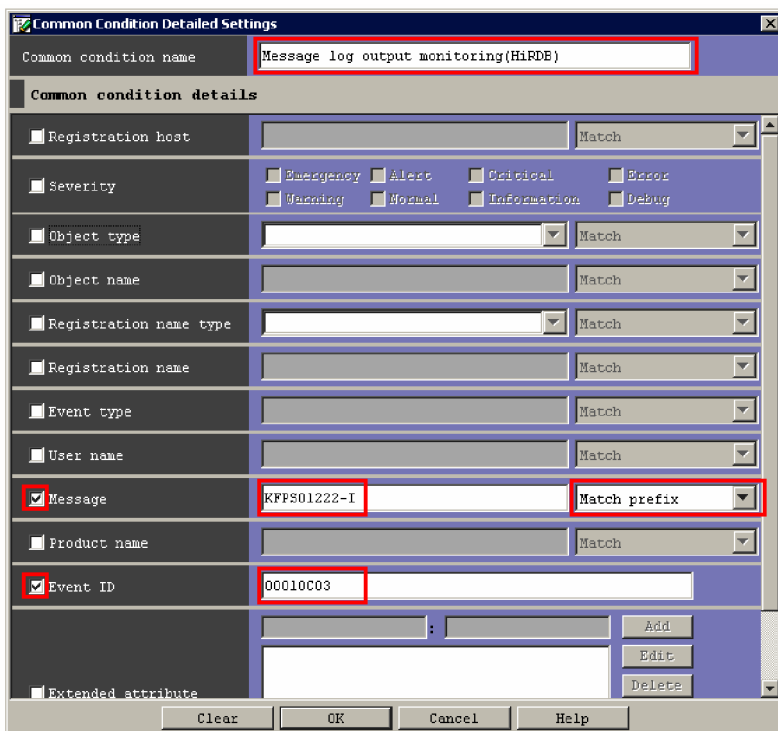 Common Condition Detailed Settings
Common condition name Message log output monitoring(HiRDB)
Common condition details
Registration host Match
Severity Emergency Alert Critical Error
Warning Normal Information Debug
Object type Match
Object name Match
Registration name type Match
Registration name Match
Event type Match
User name Match
Message KFPS01222-I Match prefix
Product name Match
Event ID 00010C03
: Add
Edit
Extended attribute Delete
Clear OK Cancel Help